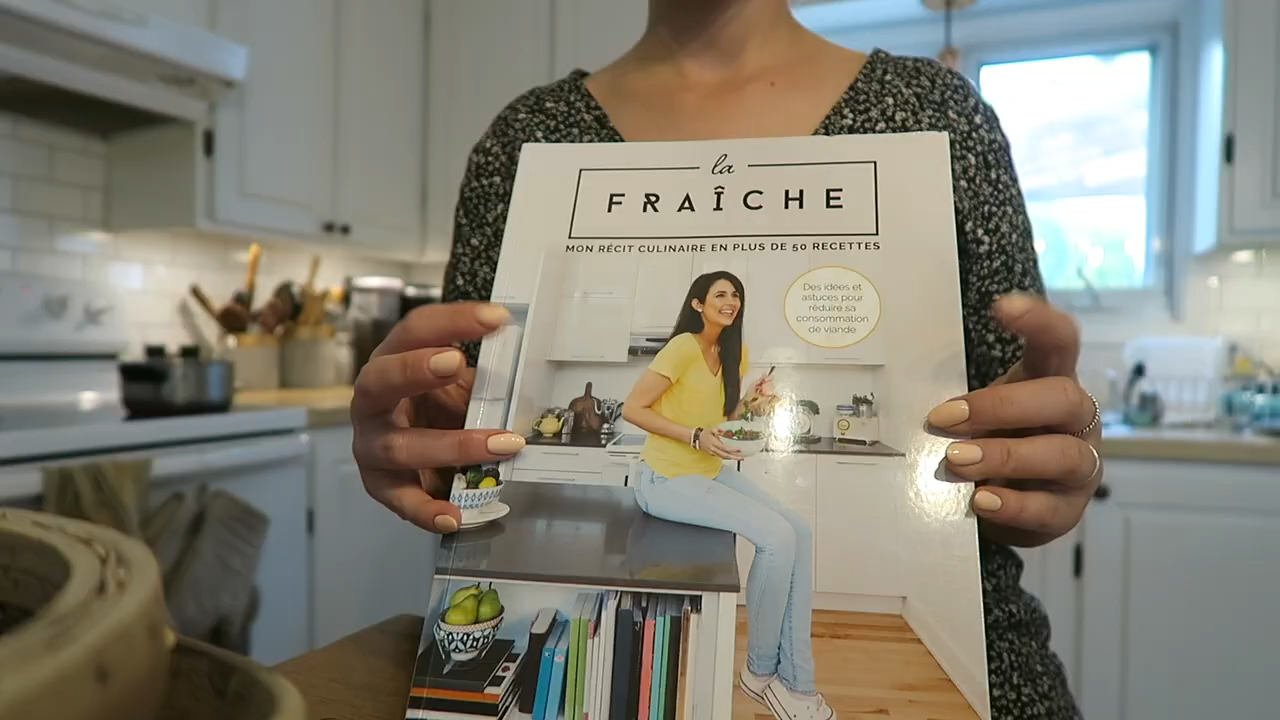 la
FRAÎCHE
MON RÉCIT CULINAIRE EN PLUS DE 50 RECETTES
Des idées et
astuces pour
réduire sa
consommation
de viande